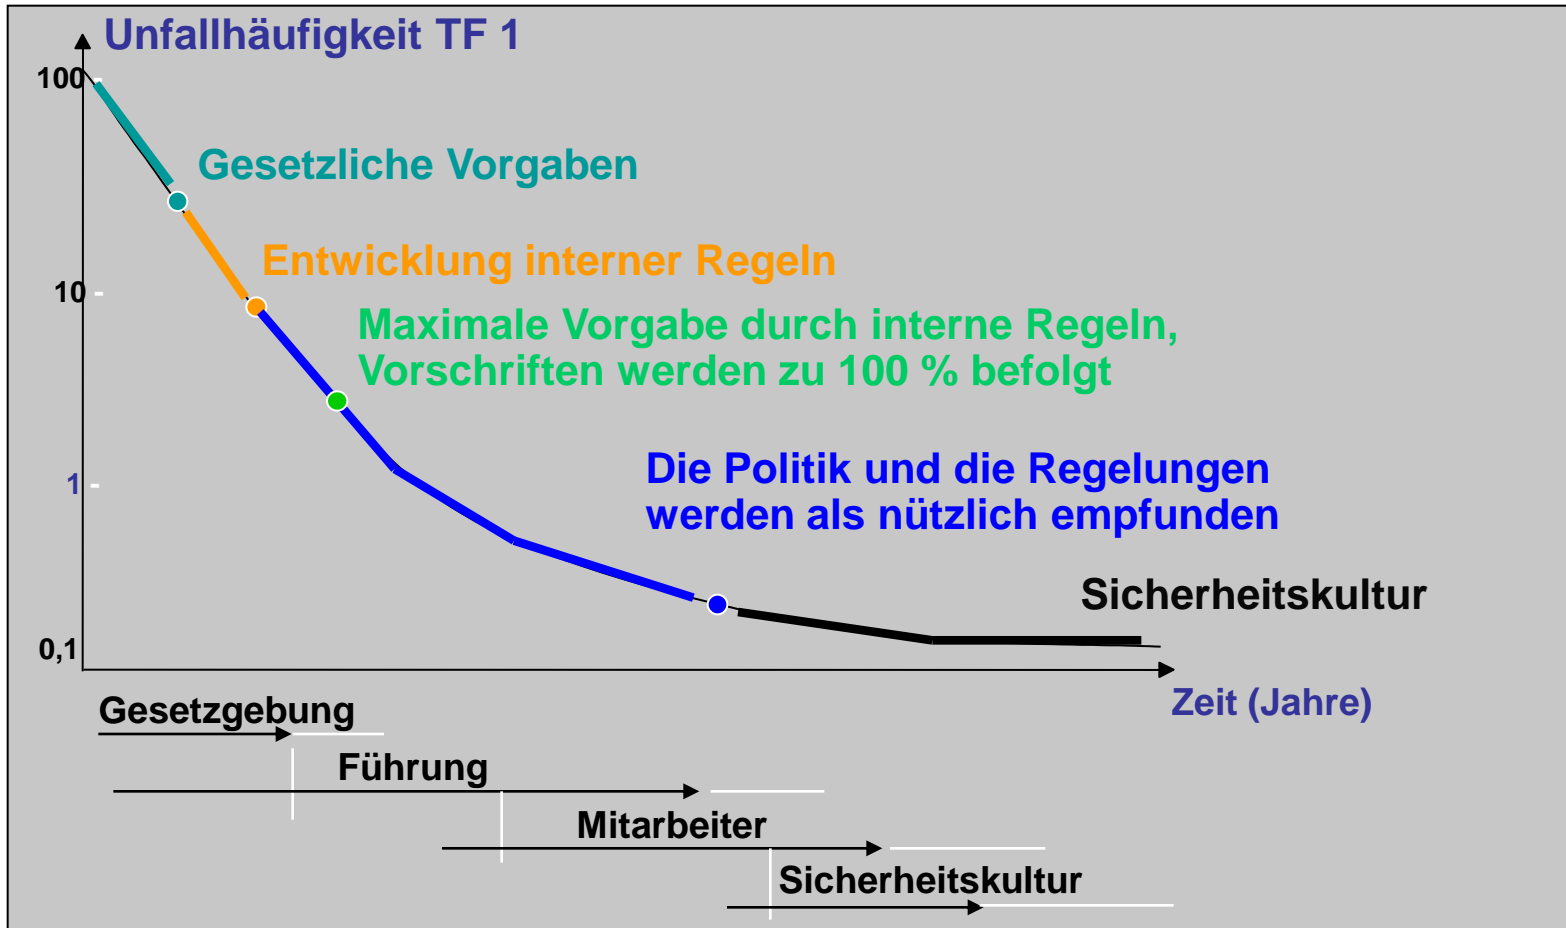 Unfallhäufigkeit TF 1
100
Gesetzliche Vorgaben
Entwicklung interner Regeln
10
Maximale Vorgabe durch interne Regeln,
Vorschriften werden zu 100 % befolgt
Die Politik und die Regelungen
1
werden als nützlich empfunden
Sicherheitskultur
0,1
Zeit (Jahre)
Gesetzgebung
Führung
Mitarbeiter
Sicherheitskultur